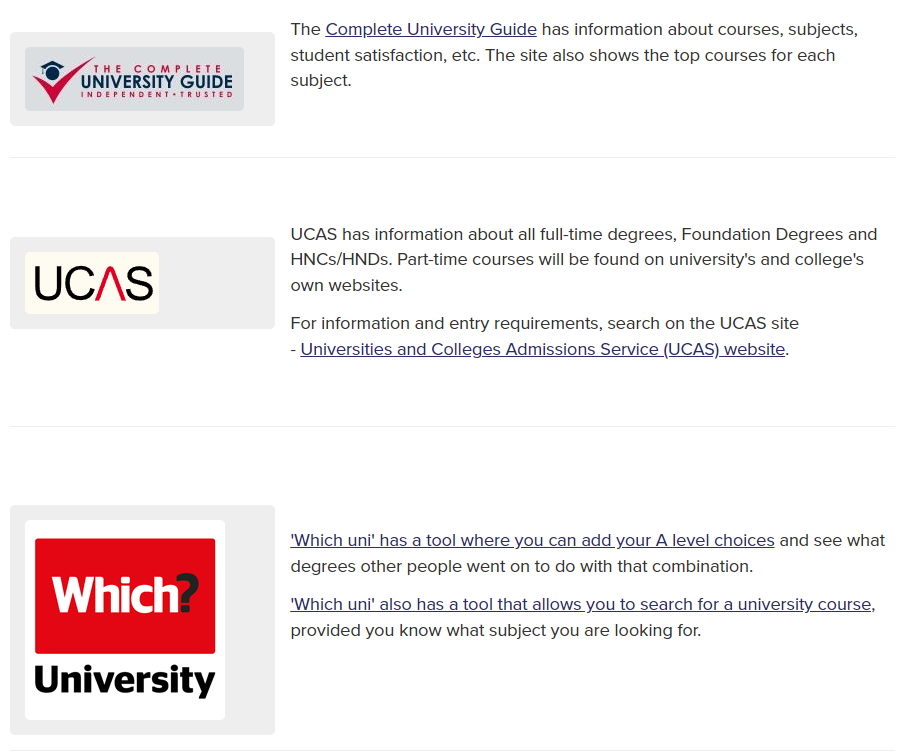 THE COMPLETE
UNIVERSITY GUIDE
INDEPENDENT • TRUSTED
The Complete University Guide has information about courses, subjects,
student satisfaction, etc. The site also shows the top courses for each
subject.
UCAS
UCAS has information about all full-time degrees, Foundation Degrees and
HNCs/HNDs. Part-time courses will be found on university's and college's
own websites.
For information and entry requirements, search on the UCAS site
- Universities and Colleges Admissions Service (UCAS) website.
Which?
University
'Which uni' has a tool where you can add your A level choices and see what
degrees other people went on to do with that combination.
'Which uni' also has a tool that allows you to search for a university course,
provided you know what subject you are looking for.